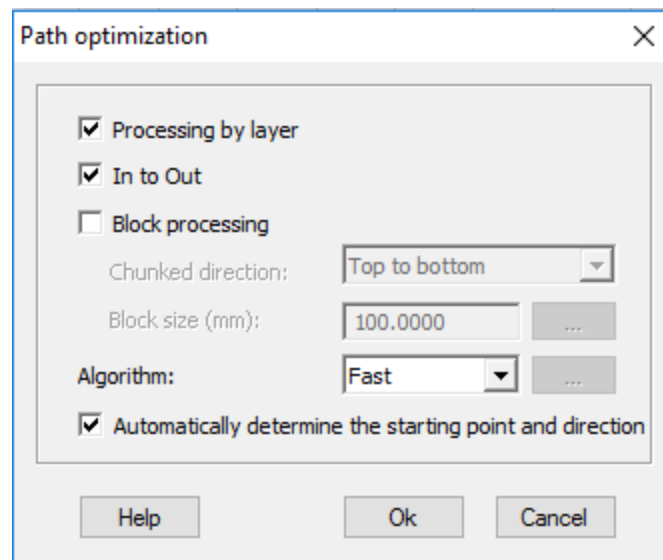 Path optimization
Processing by layer
In to Out
Block processing
Chunked direction: Top to bottom
Block size (mm): 100.0000 ...
Algorithm: Fast ...
Automatically determine the starting point and direction
Help Ok Cancel